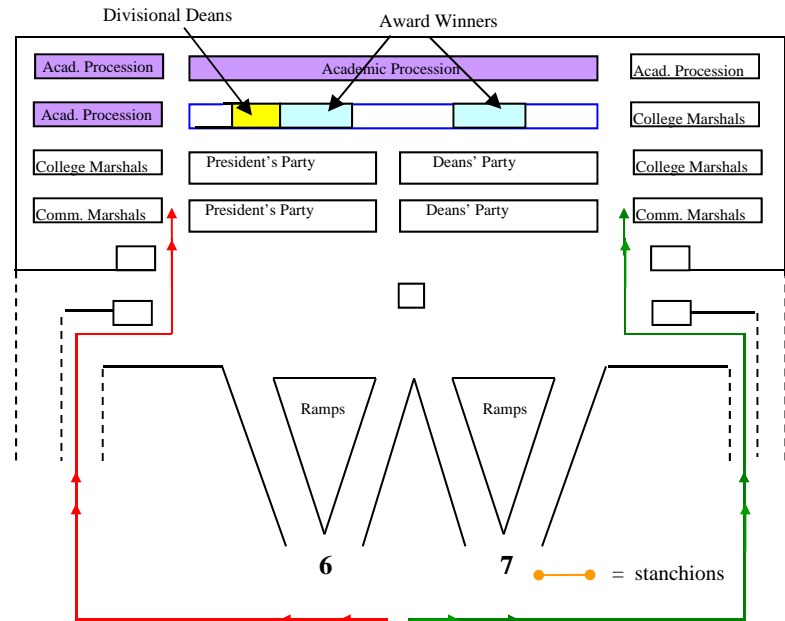 Divisional Deans
Award Winners
Acad. Procession
Academic Procession
Acad. Procession
Acad. Procession
College Marshals
College Marshals
President's Party
Deans' Party
College Marshals
Comm. Marshals
President's Party
Deans' Party
Comm. Marshals
Ramps
Ramps
6
7
= stanchions